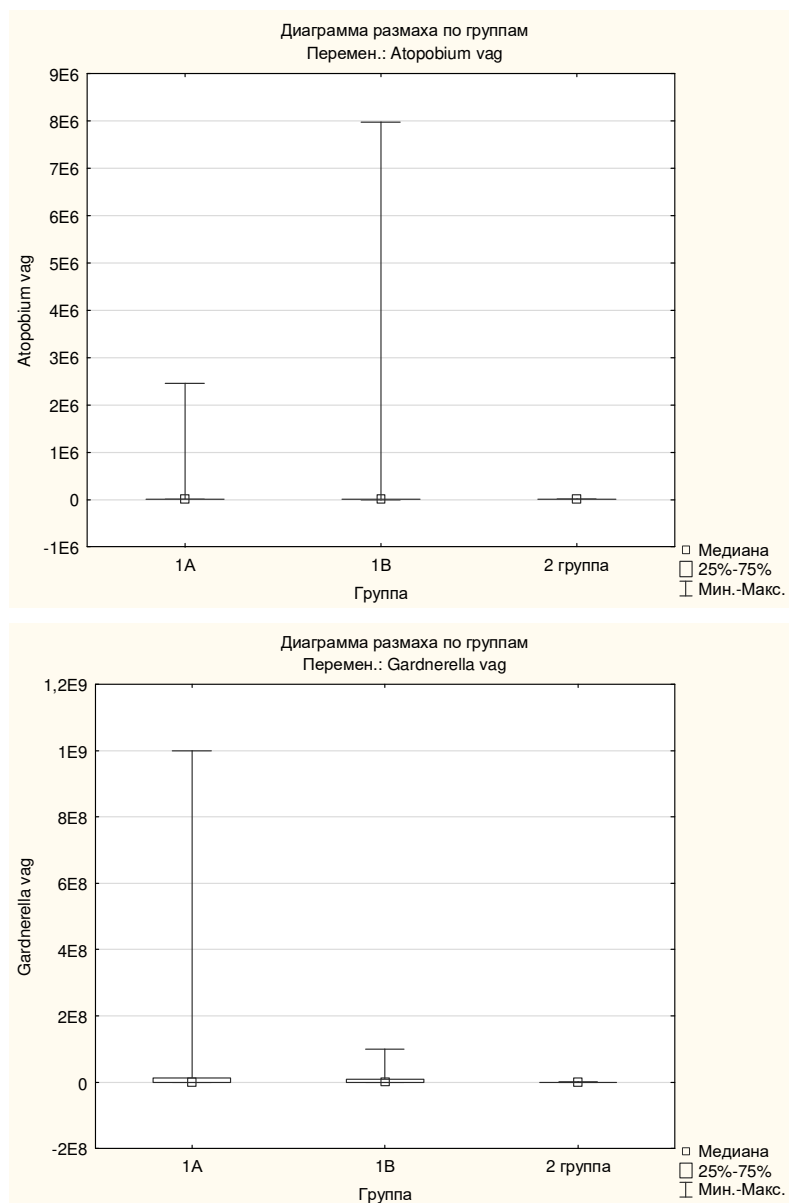 Диаграмма размаха по группам
Перемен.: Atopobium vag
9E6
8E6
7E6
6E6
5E6
4E6
3E6
2E6
1E6
0
-1E6
Atopobium vag
1A
1B
2 группа
Группа
Медиана
25%-75%
Мин.-Макс.
Диаграмма размаха по группам
Перемен.: Gardnerella vag
1,2E9
1E9
8E8
6E8
4E8
2E8
0
-2E8
Gardnerella vag
1A
1B
2 группа
Группа
Медиана
25%-75%
Мин.-Макс.